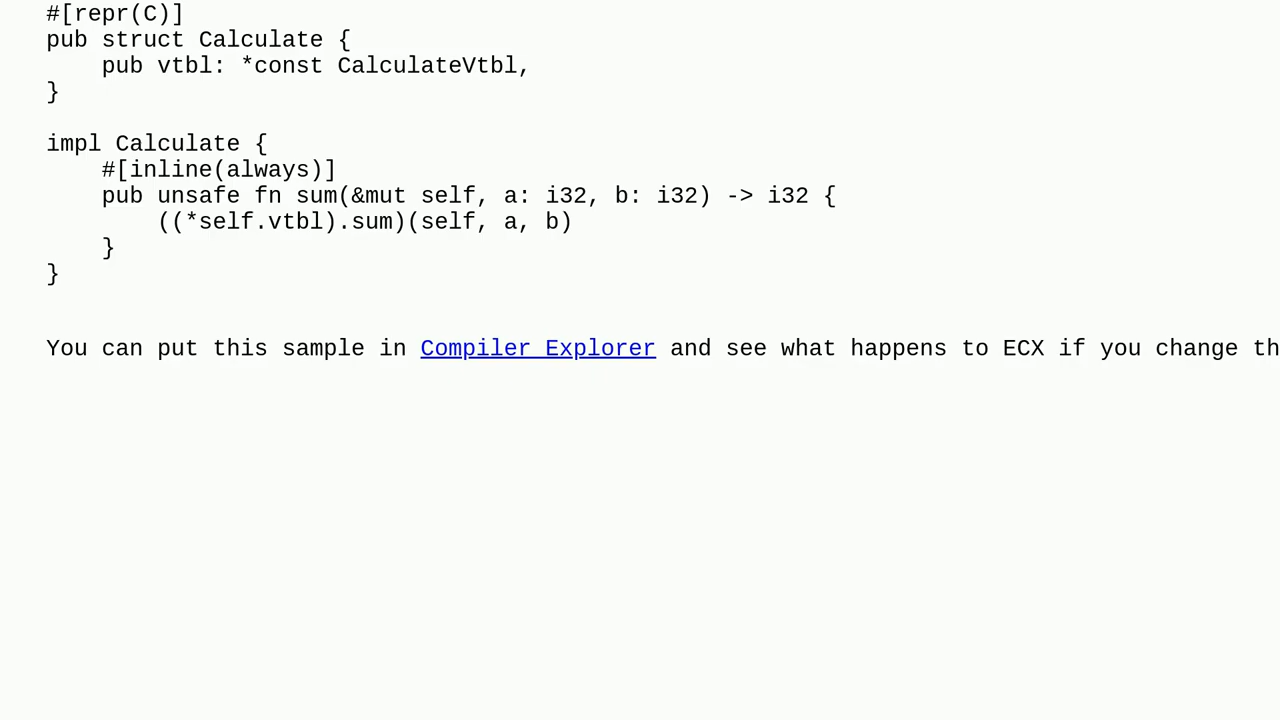 #[repr(C)]
pub struct Calculate {
    pub vtbl: *const CalculateVtbl,
}

impl Calculate {
    #[inline(always)]
    pub unsafe fn sum(&mut self, a: i32, b: i32) -> i32 {
        ((*self.vtbl).sum)(self, a, b)
    }
}

You can put this sample in Compiler Explorer and see what happens to ECX if you change th